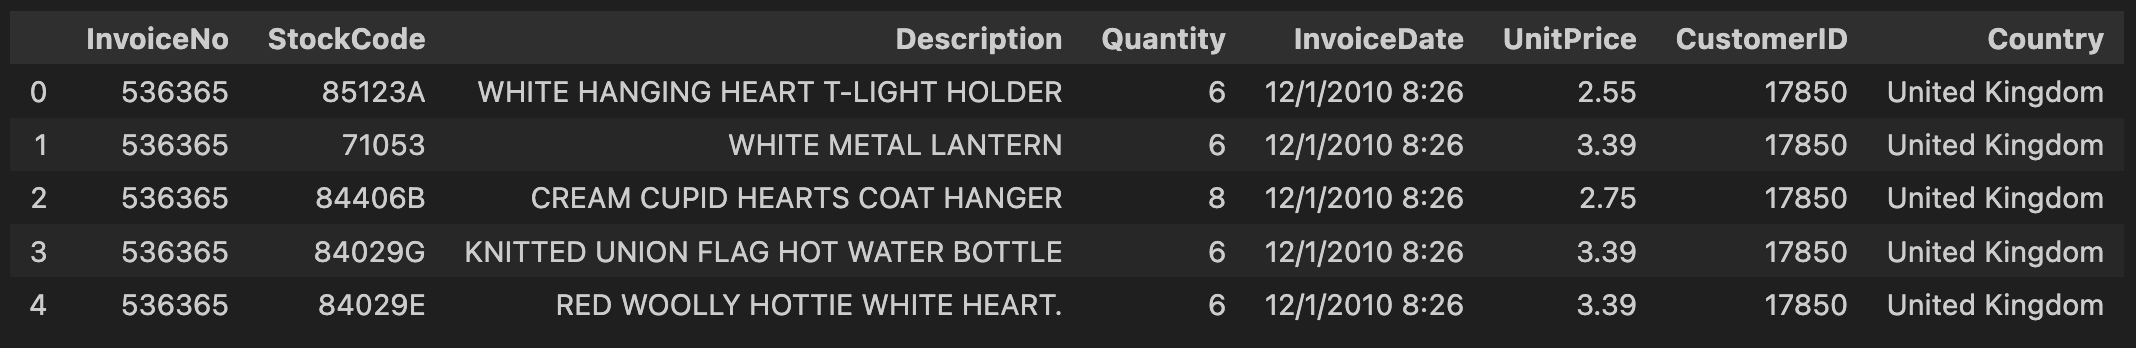 InvoiceNo StockCode Description Quantity InvoiceDate UnitPrice CustomerID Country
0 536365 85123A WHITE HANGING HEART T-LIGHT HOLDER 6 12/1/2010 8:26 2.55 17850 United Kingdom
1 536365 71053 WHITE METAL LANTERN 6 12/1/2010 8:26 3.39 17850 United Kingdom
2 536365 84406B CREAM CUPID HEARTS COAT HANGER 8 12/1/2010 8:26 2.75 17850 United Kingdom
3 536365 84029G KNITTED UNION FLAG HOT WATER BOTTLE 6 12/1/2010 8:26 3.39 17850 United Kingdom
4 536365 84029E RED WOOLLY HOTTIE WHITE HEART. 6 12/1/2010 8:26 3.39 17850 United Kingdom